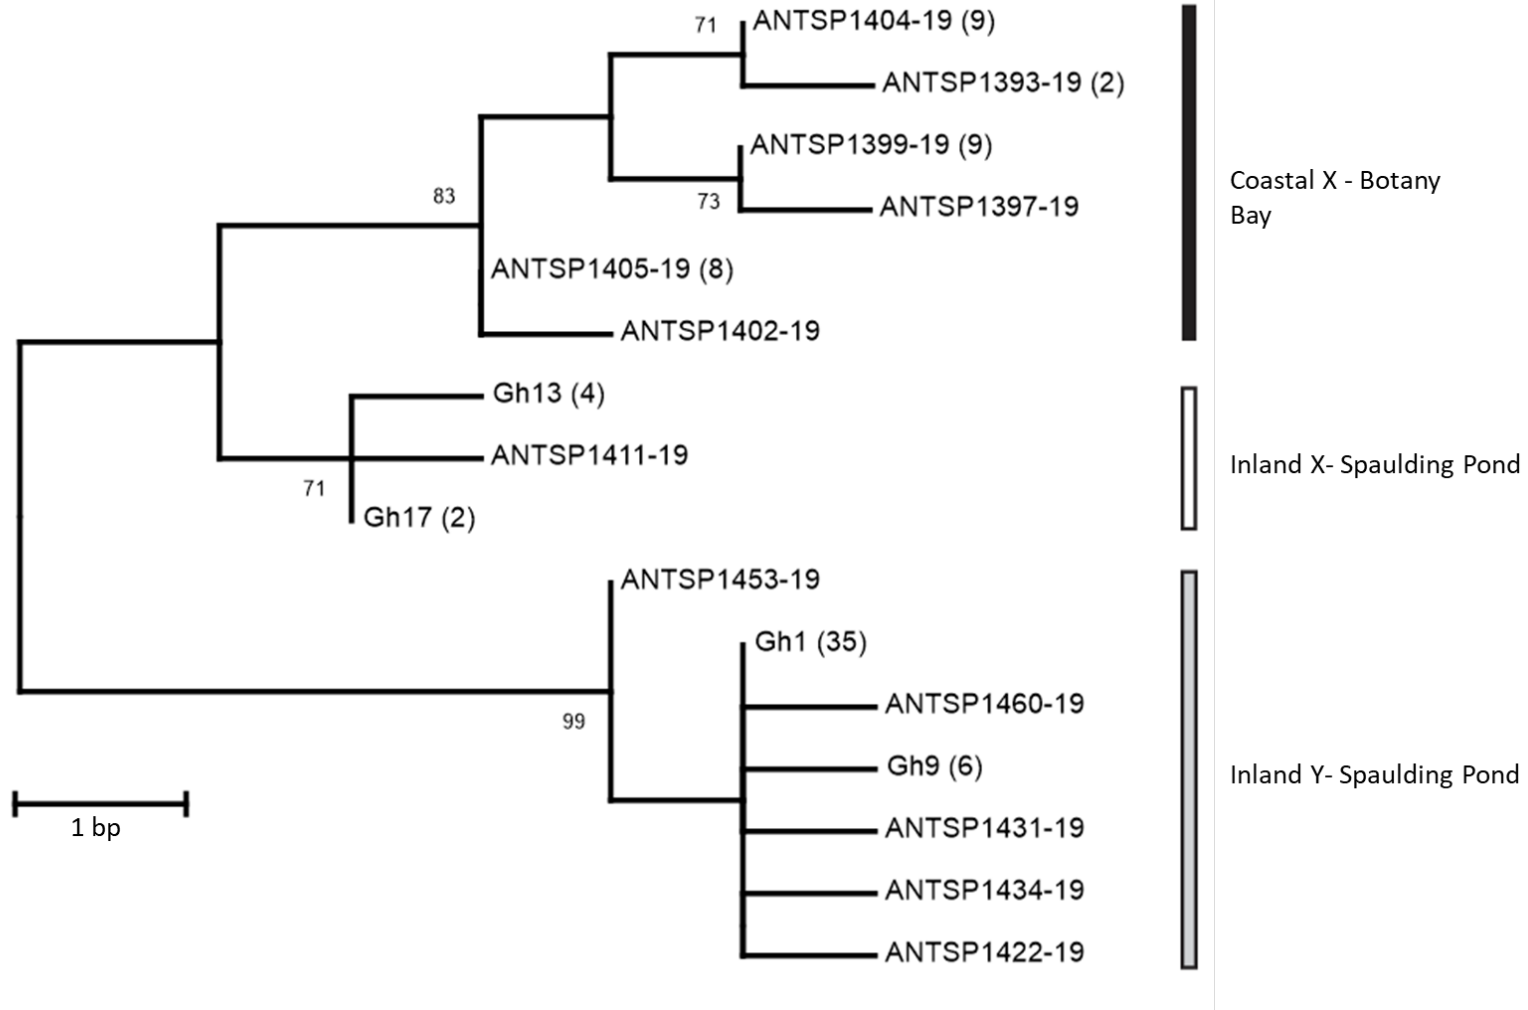 71
ANTSP1404-19 (9)
ANTSP1393-19 (2)
ANTSP1399-19 (9)
73
ANTSP1397-19
83
ANTSP1405-19 (8)
ANTSP1402-19
Coastal X - Botany
Bay
Gh13 (4)
ANTSP1411-19
71
Gh17 (2)
Inland X- Spaulding Pond
ANTSP1453-19
Gh1 (35)
99
ANTSP1460-19
Gh9 (6)
ANTSP1431-19
ANTSP1434-19
ANTSP1422-19
Inland Y- Spaulding Pond
1 bp